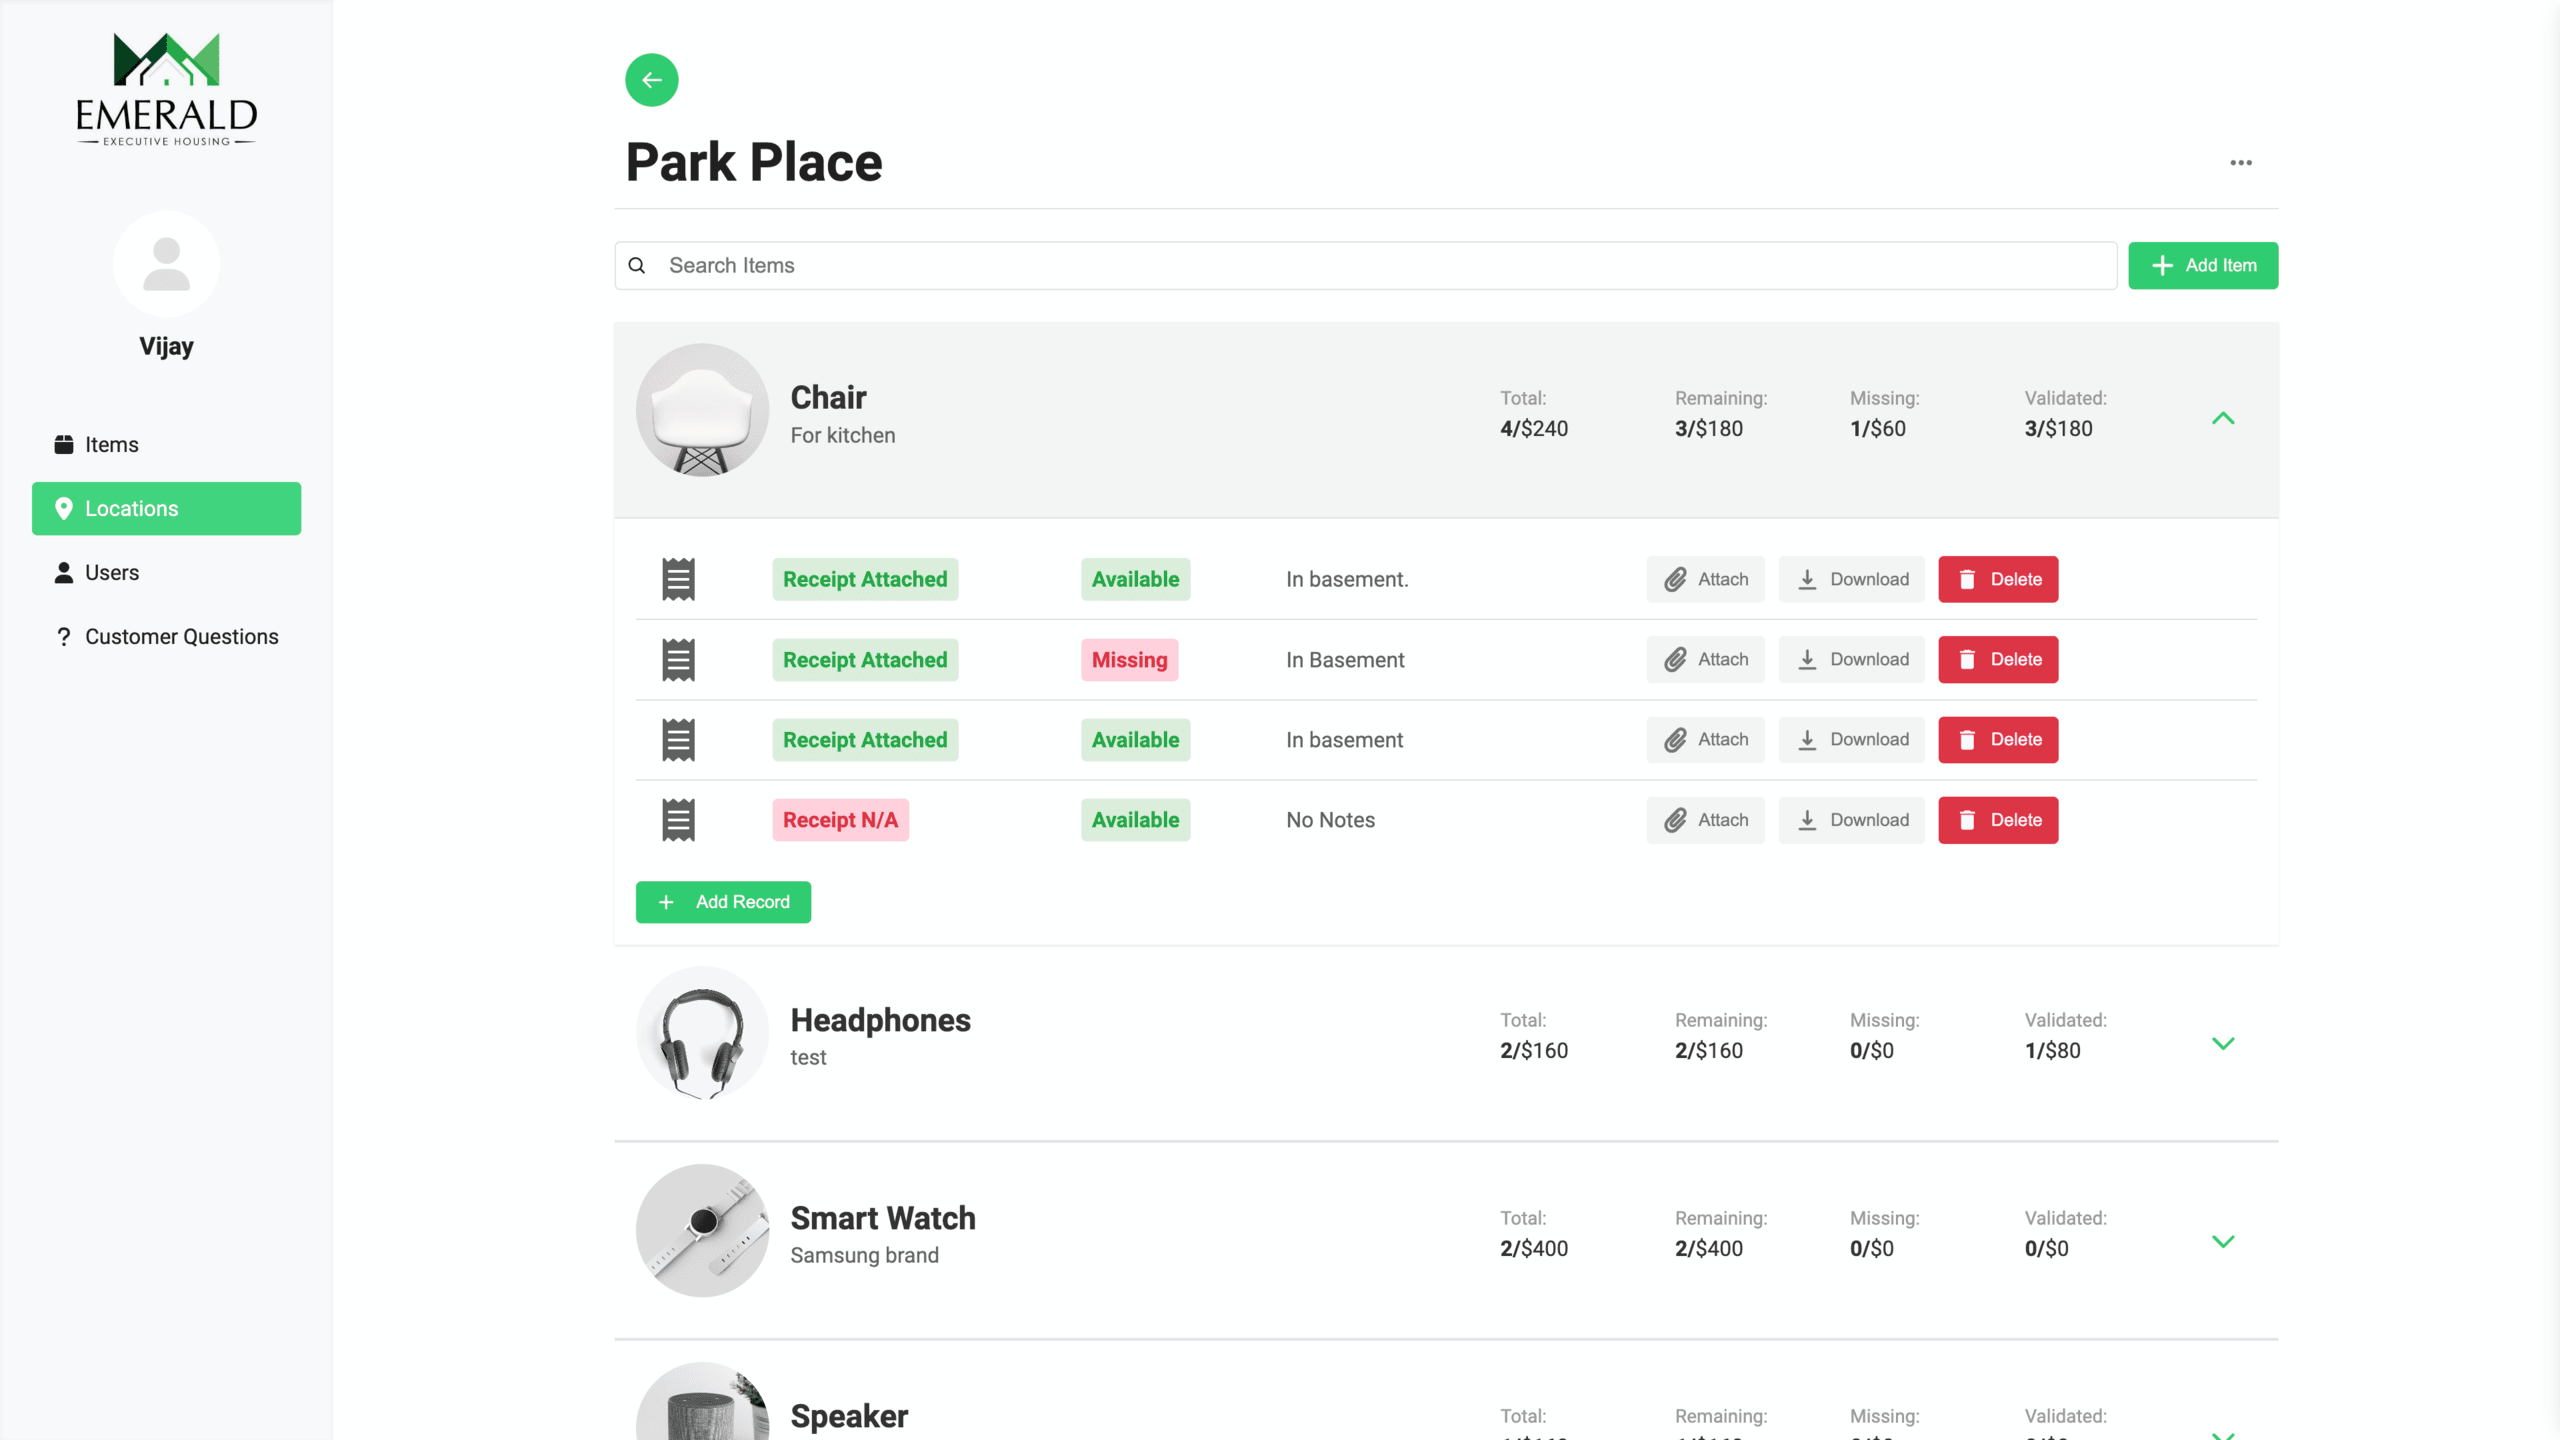 EMERALD
EXECUTIVE HOUSING
Vijay
Items
Locations
Users
? Customer Questions
Park Place
Search Items
Add Item
Chair
For kitchen
Total: Remaining: Missing: Validated:
4/$240 3/$180 1/$60 3/$180
Receipt Attached Available In basement. Attach Download Delete
Receipt Attached Missing In Basement Attach Download Delete
Receipt Attached Available In basement Attach Download Delete
Receipt N/A Available No Notes Attach Download Delete
+ Add Record
Headphones
test
Total: Remaining: Missing: Validated:
2/$160 2/$160 0/$0 1/$80
Smart Watch
Samsung brand
Total: Remaining: Missing: Validated:
2/$400 2/$400 0/$0 0/$0
Speaker
Total: Remaining: Missing: Validated: